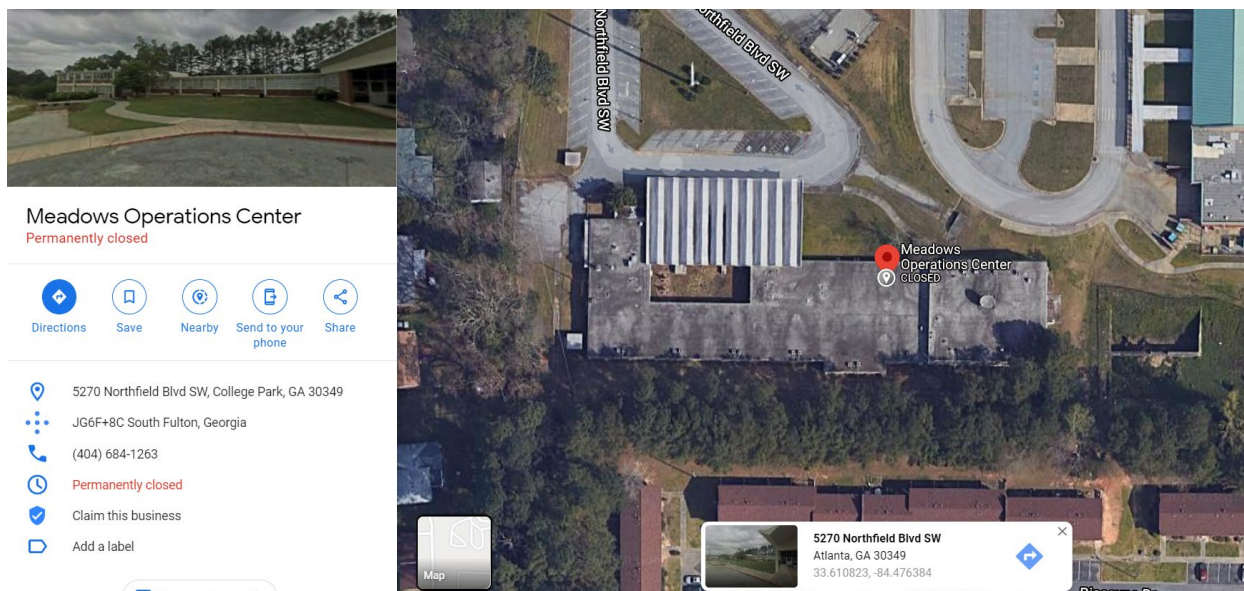 Meadows Operations Center
Permanently closed
Directions
Save
Nearby
Send to your
phone
Share
5270 Northfield Blvd SW, College Park, GA 30349
JG6F+8C South Fulton, Georgia
(404) 684-1263
Permanently closed
Claim this business
Add a label
Northfield Blvd SW
Northfield Blvd SW
Meadows
Operations Center
CLOSED
Map
5270 Northfield Blvd SW
Atlanta, GA 30349
33.610823, -84.476384